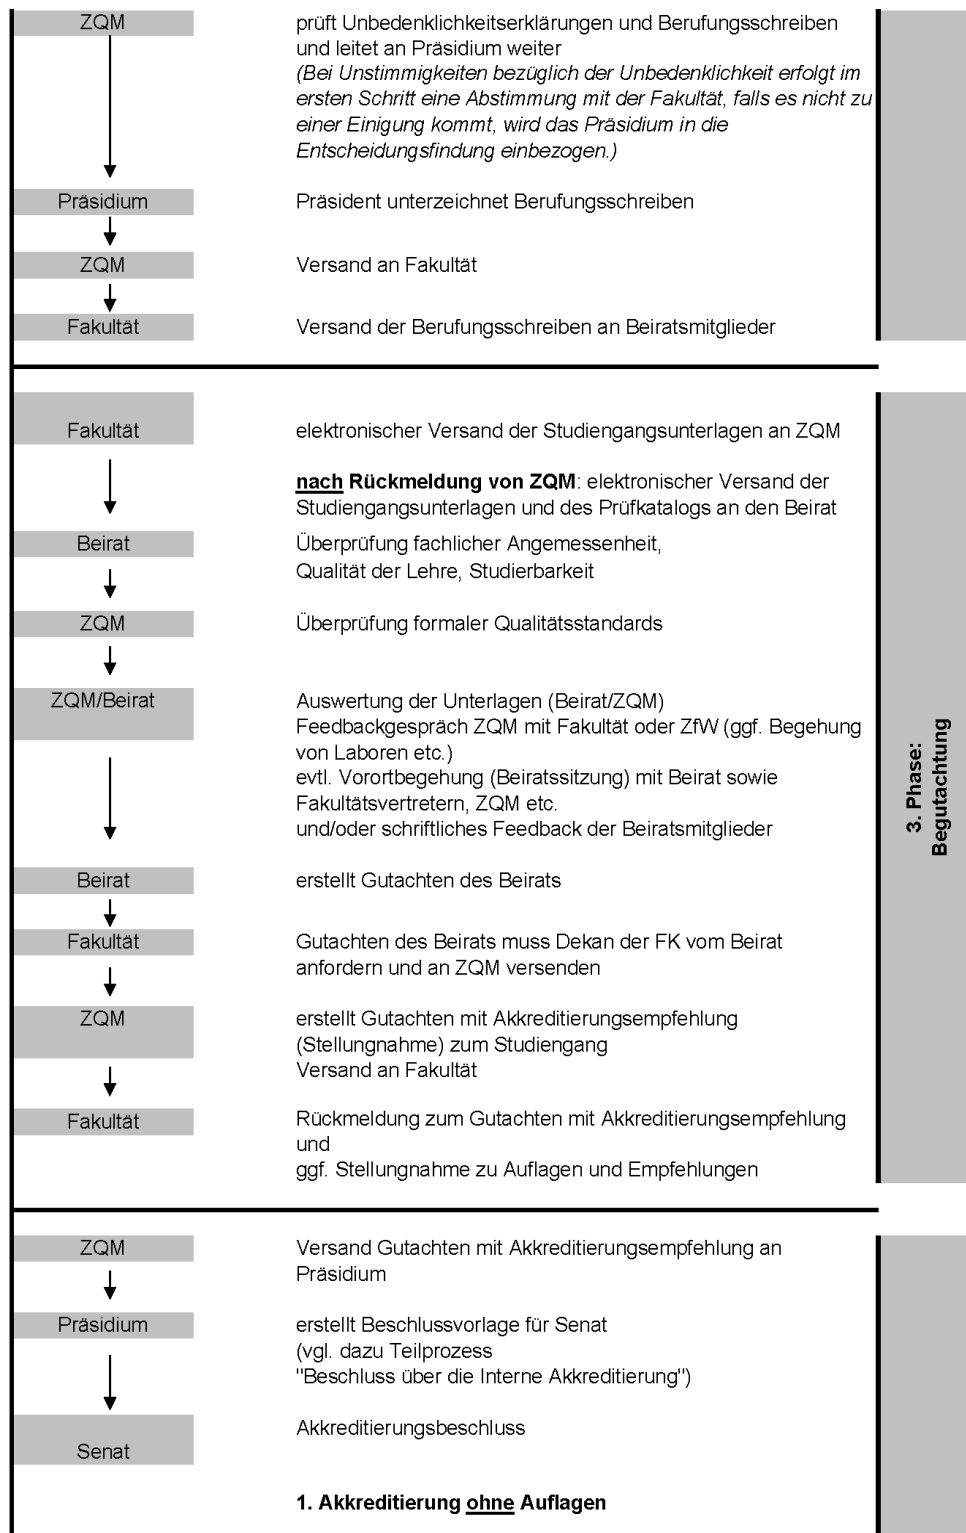 ZQM
prüft Unbedenklichkeitserklärungen und Berufungsschreiben
und leitet an Präsidium weiter
(Bei Unstimmigkeiten bezüglich der Unbedenklichkeit erfolgt im
ersten Schritt eine Abstimmung mit der Fakultät, falls es nicht zu
einer Einigung kommt, wird das Präsidium in die
Entscheidungsfindung einbezogen.)
Präsidium
Präsident unterzeichnet Berufungsschreiben
ZQM
Versand an Fakultät
Fakultät
Versand der Berufungsschreiben an Beiratsmitglieder
Fakultät
elektronischer Versand der Studiengangsunterlagen an ZQM
nach Rückmeldung von ZQM: elektronischer Versand der
Studiengangsunterlagen und des Prüfkatalogs an den Beirat
Beirat
Überprüfung fachlicher Angemessenheit,
Qualität der Lehre, Studierbarkeit
ZQM
Überprüfung formaler Qualitätsstandards
ZQM/Beirat
Auswertung der Unterlagen (Beirat/ZQM)
Feedbackgespräch ZQM mit Fakultät oder ZfW (ggf. Begehung
von Laboren etc.)
evtl. Vorortbegehung (Beiratssitzung) mit Beirat sowie
Fakultätsvertretern, ZQM etc.
und/oder schriftliches Feedback der Beiratsmitglieder
3. Phase:
Begutachtung
Beirat
erstellt Gutachten des Beirats
Fakultät
Gutachten des Beirats muss Dekan der FK vom Beirat
anfordern und an ZQM versenden
ZQM
erstellt Gutachten mit Akkreditierungsempfehlung
(Stellungnahme) zum Studiengang
Versand an Fakultät
Fakultät
Rückmeldung zum Gutachten mit Akkreditierungsempfehlung
und
ggf. Stellungnahme zu Auflagen und Empfehlungen
ZQM
Versand Gutachten mit Akkreditierungsempfehlung an
Präsidium
Präsidium
erstellt Beschlussvorlage für Senat
(vgl. dazu Teilprozess
"Beschluss über die Interne Akkreditierung")
Akkreditierungsbeschluss
Senat
1. Akkreditierung ohne Auflagen